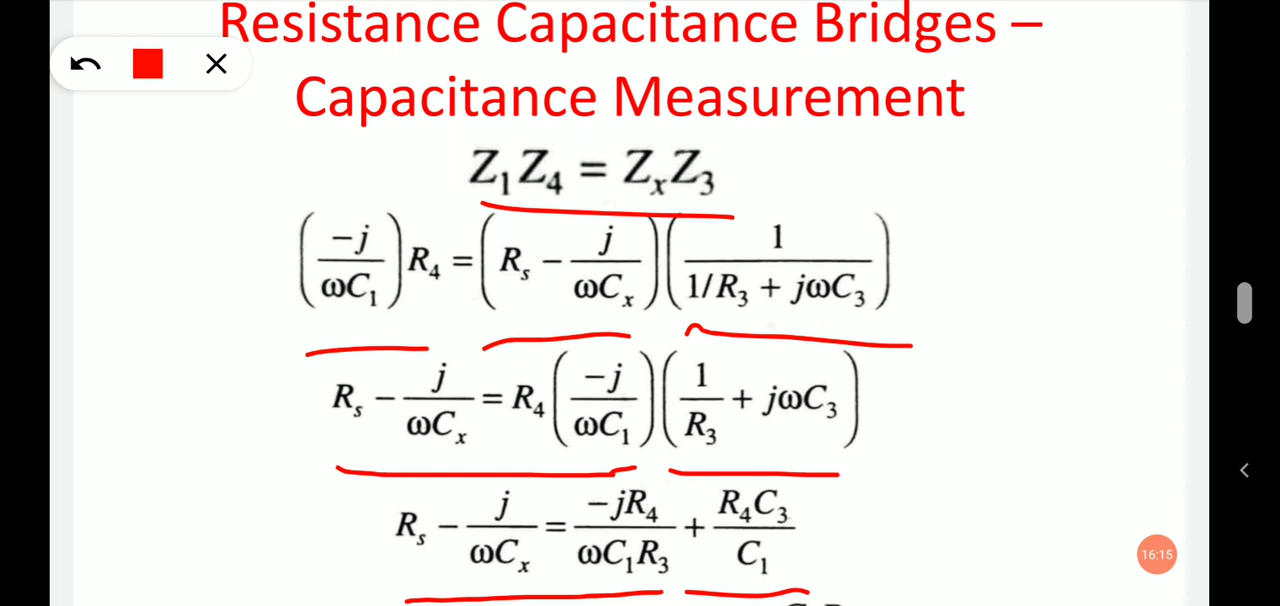 Resistance Capacitance Bridges –
Capacitance Measurement
Z₁Z₄ = ZₓZ₃
(−j/ωC₁)R₄ = (Rₛ − j/ωCₓ)(1/(1/R₃ + jωC₃))
Rₛ − j/ωCₓ = R₄(−j/ωC₁)(1/R₃ + jωC₃)
Rₛ − j/ωCₓ = −jR₄/ωC₁R₃ + R₄C₃/C₁
16:15